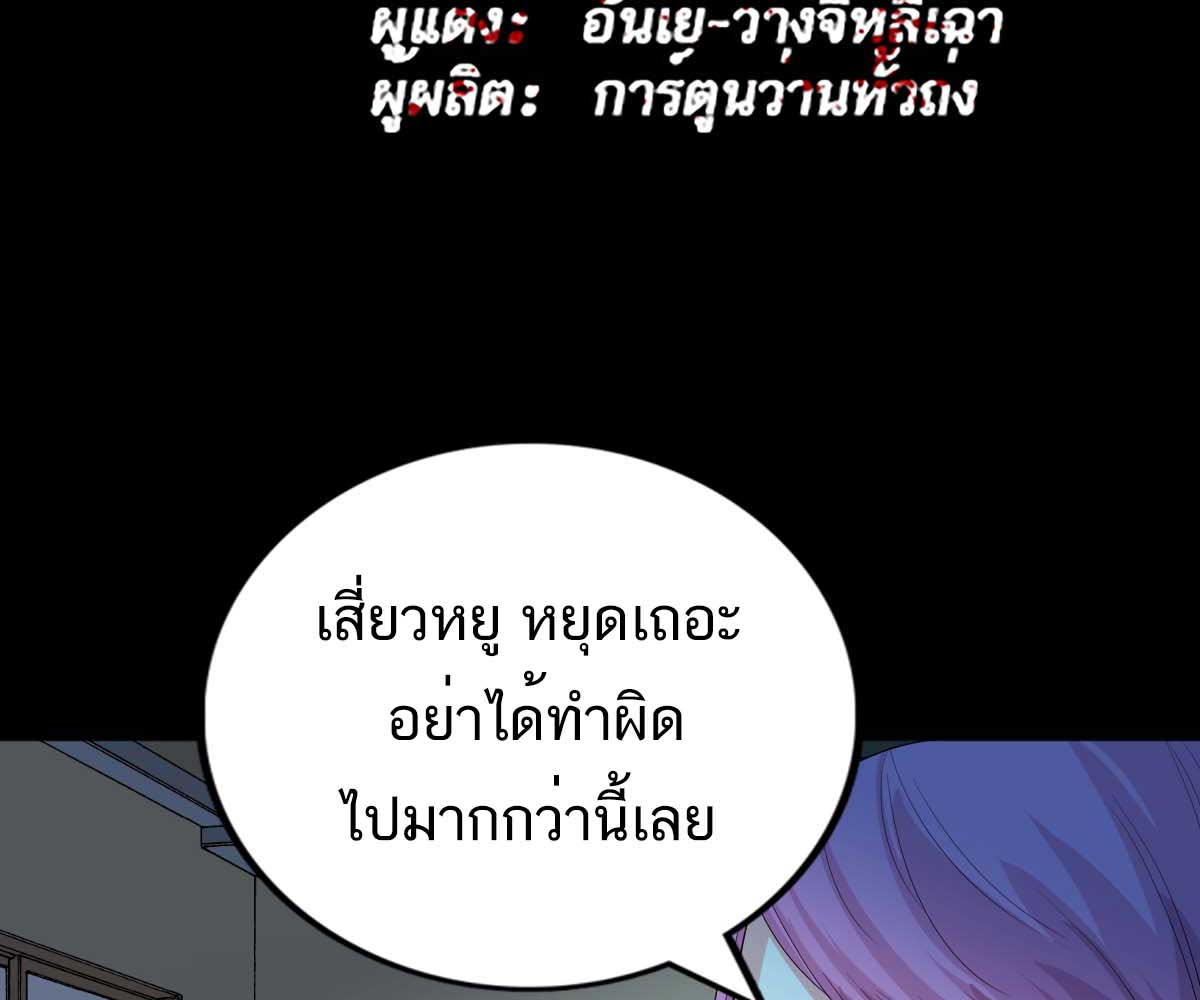 ผู้แต่ง: อันเย่-วางจีหลีเฉา
ผู้ผลิต: การ์ตูนว่านทั้วถง
เสี่ยวหยู หยุดเถอะ
อย่าได้ทำผิด
ไปมากกว่านี้เลย